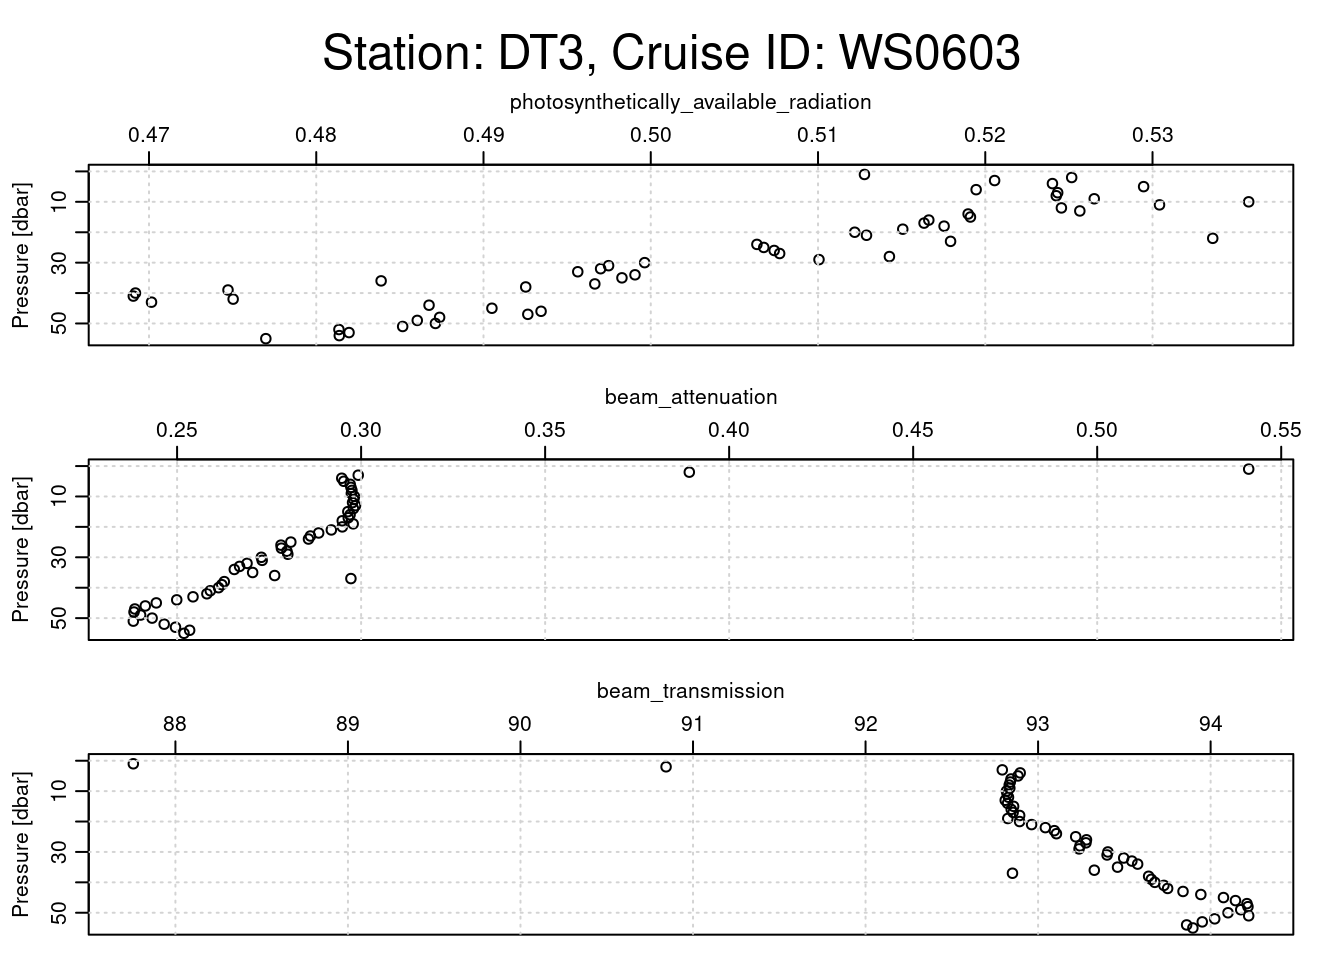 Station: DT3, Cruise ID: WS0603
photosynthetically_available_radiation
0.47 0.48 0.49 0.50 0.51 0.52 0.53
Pressure [dbar]
10
30
50
beam_attenuation
0.25 0.30 0.35 0.40 0.45 0.50 0.55
Pressure [dbar]
10
30
50
beam_transmission
88 89 90 91 92 93 94
Pressure [dbar]
10
30
50